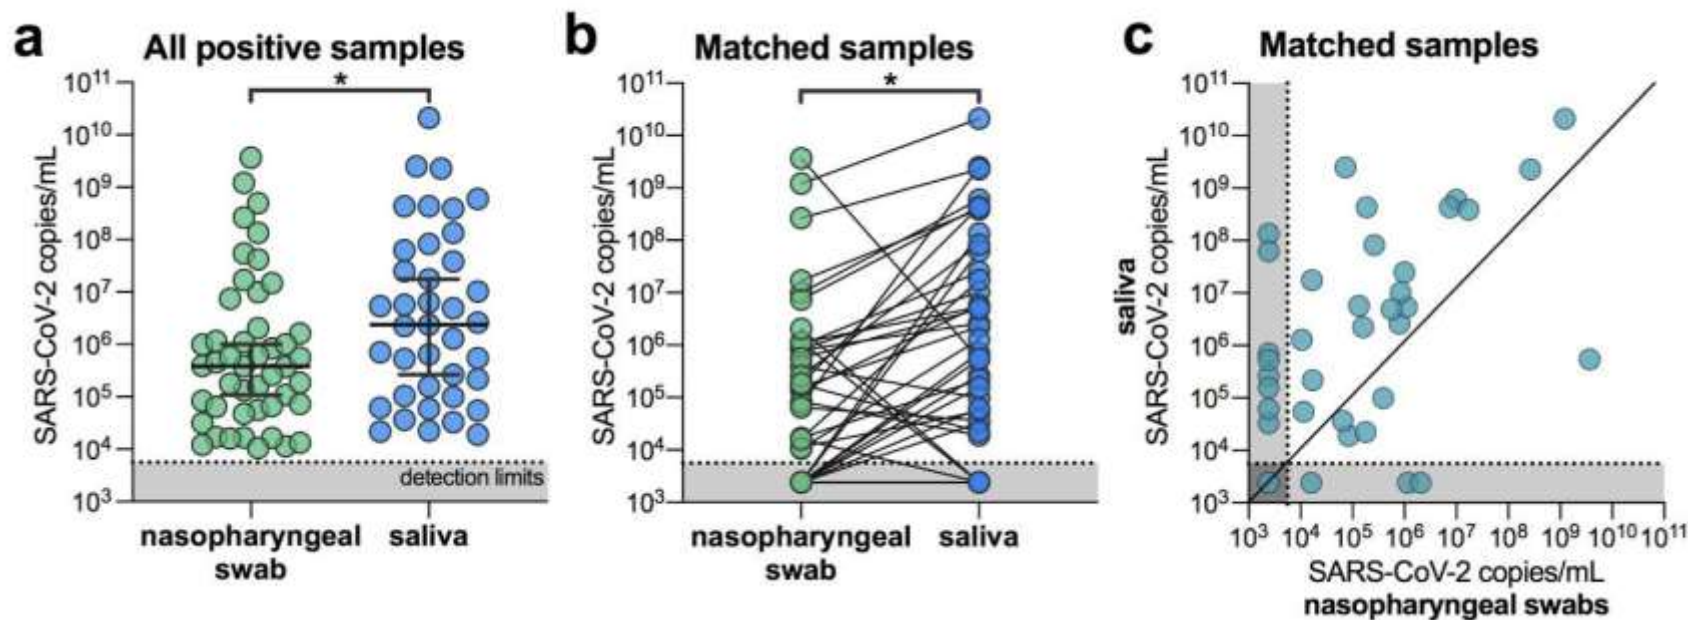 a
All positive samples
*
SARS-CoV-2 copies/mL
10¹¹
10¹⁰
10⁹
10⁸
10⁷
10⁶
10⁵
10⁴
10³
detection limits
nasopharyngeal
swab
saliva
b
Matched samples
*
SARS-CoV-2 copies/mL
10¹¹
10¹⁰
10⁹
10⁸
10⁷
10⁶
10⁵
10⁴
10³
nasopharyngeal
swab
saliva
c
Matched samples
saliva
SARS-CoV-2 copies/mL
10¹¹
10¹⁰
10⁹
10⁸
10⁷
10⁶
10⁵
10⁴
10³
10³ 10⁴ 10⁵ 10⁶ 10⁷ 10⁸ 10⁹ 10¹⁰ 10¹¹
SARS-CoV-2 copies/mL
nasopharyngeal swabs